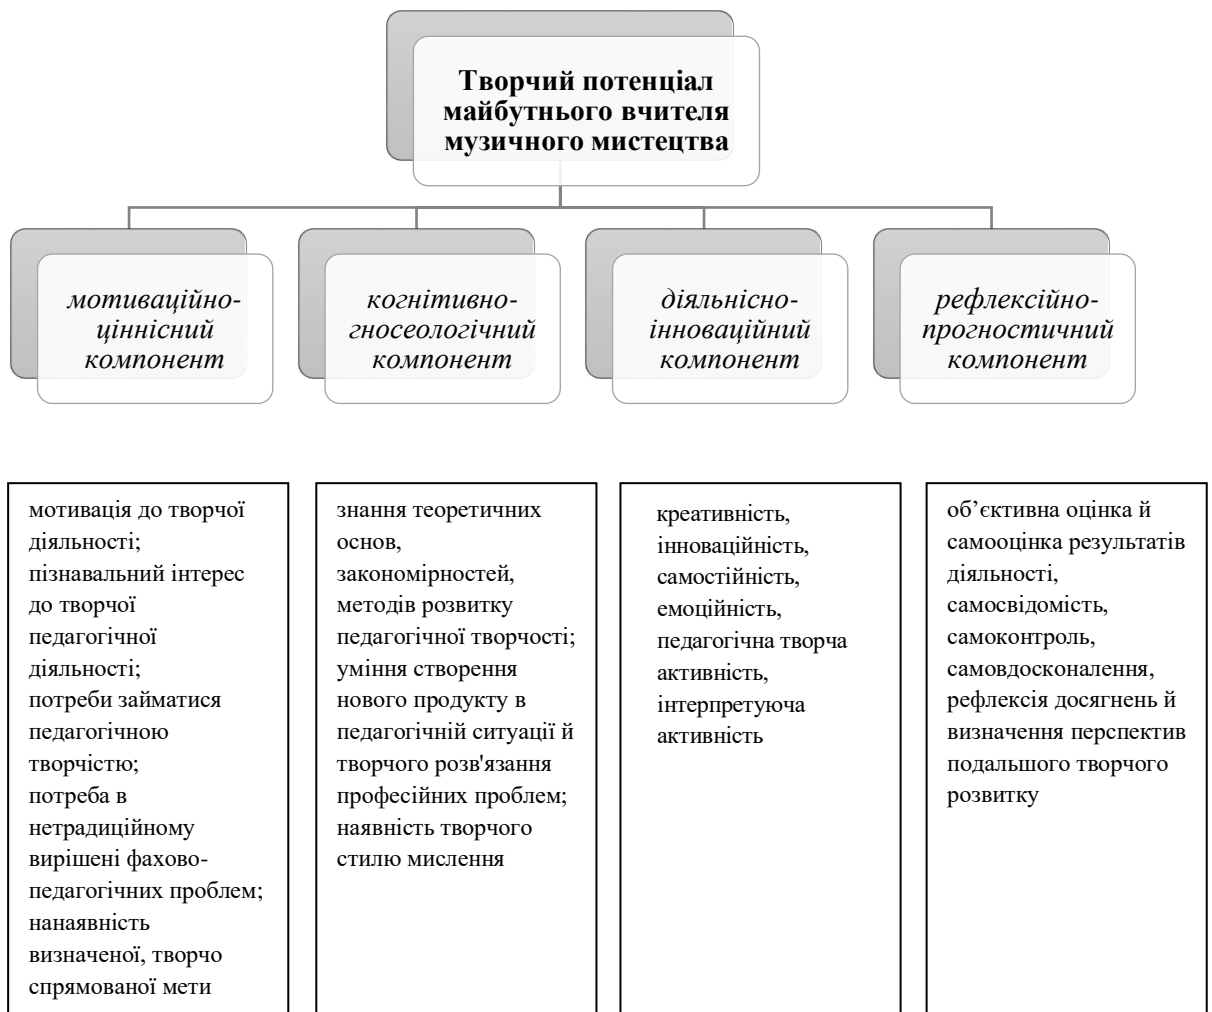 Творчий потенціал
майбутнього вчителя
музичного мистецтва
мотиваційно-
ціннісний
компонент
когнітивно-
гносеологічний
компонент
діяльнісно-
інноваційний
компонент
рефлексійно-
прогностичний
компонент
мотивація до творчої
діяльності;
пізнавальний інтерес
до творчої
педагогічної
діяльності;
потреби займатися
педагогічною
творчістю;
потреба в
нетрадиційному
вирішені фахово-
педагогічних проблем;
нанаявність
визначеної, творчо
спрямованої мети
знання теоретичних
основ,
закономірностей,
методів розвитку
педагогічної творчості;
уміння створення
нового продукту в
педагогічній ситуації й
творчого розв'язання
професійних проблем;
наявність творчого
стилю мислення
креативність,
інноваційність,
самостійність,
емоційність,
педагогічна творча
активність,
інтерпретуюча
активність
об’єктивна оцінка й
самооцінка результатів
діяльності,
самосвідомість,
самоконтроль,
самовдосконалення,
рефлексія досягнень й
визначення перспектив
подальшого творчого
розвитку